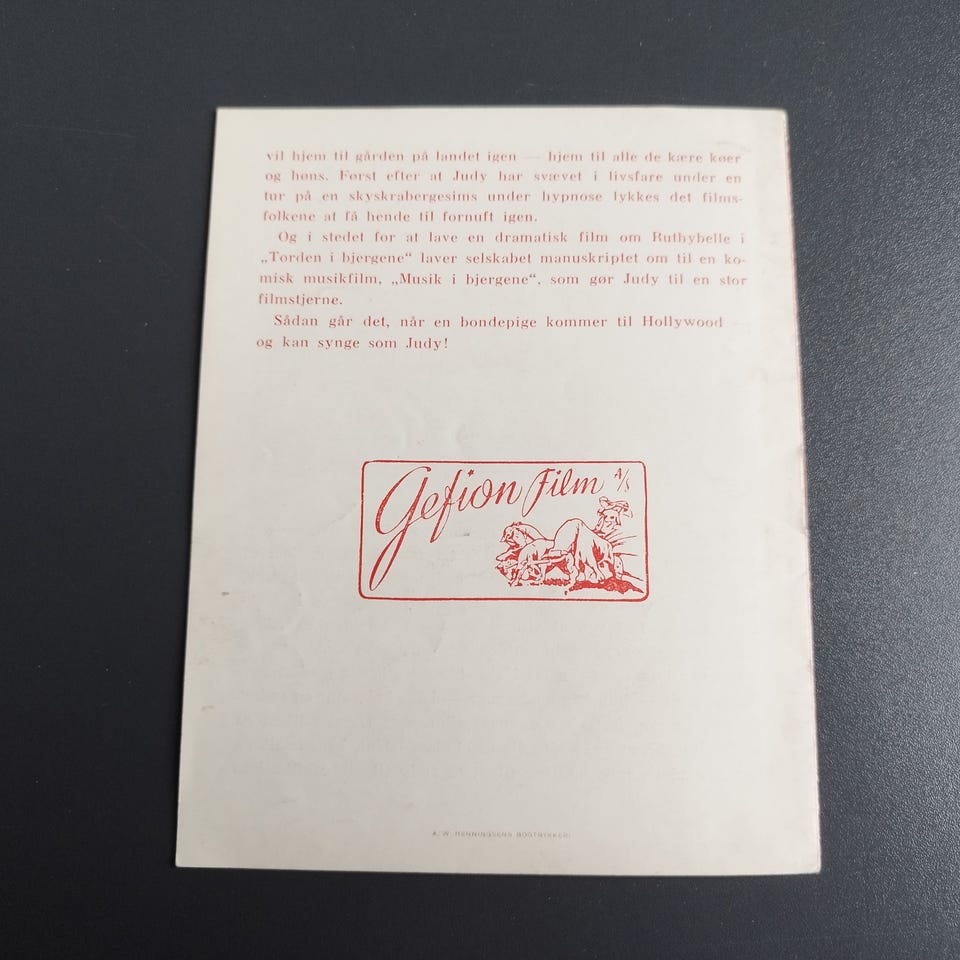 vil hjem til gården på landet igen — hjem til alle de kære køer
og høns. Først efter at Judy har svævet i livsfare under en
tur på en skyskrabergesims under hypnose lykkes det films-
folkene at få hende til fornuft igen.
Og i stedet for at lave en dramatisk film om Ruthybelle i
„Torden i bjergene“ laver selskabet manuskriptet om til en ko-
misk musikfilm, „Musik i bjergene“, som gør Judy til en stor
filmstjerne.
Sådan går det, når en bondepige kommer til Hollywood —
og kan synge som Judy!
Gefion Film A/S
A. W. HENNINGSENS BOGTRYKKERI